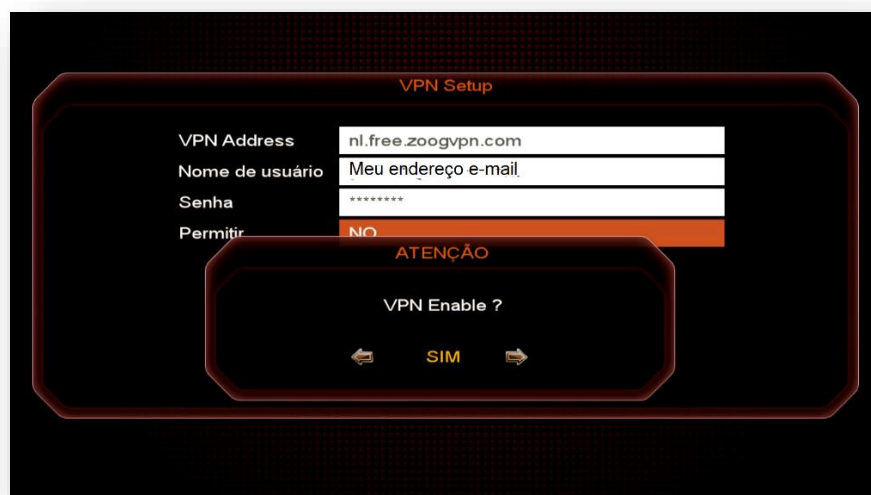 VPN Setup
VPN Address nl.free.zoogvpn.com
Nome de usuário Meu endereço e-mail
Senha ********
Permitir NO
ATENÇÃO
VPN Enable ?
SIM